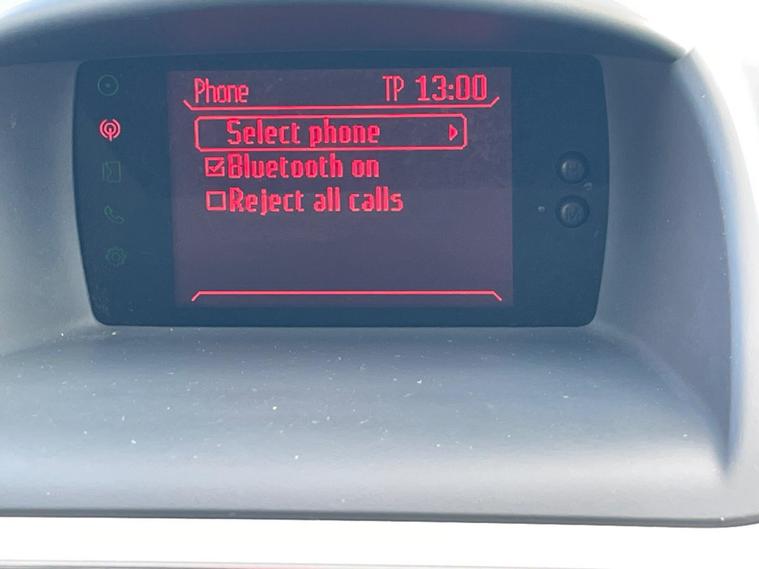 Phone TP 13:00
Select phone
Bluetooth on
Reject all calls